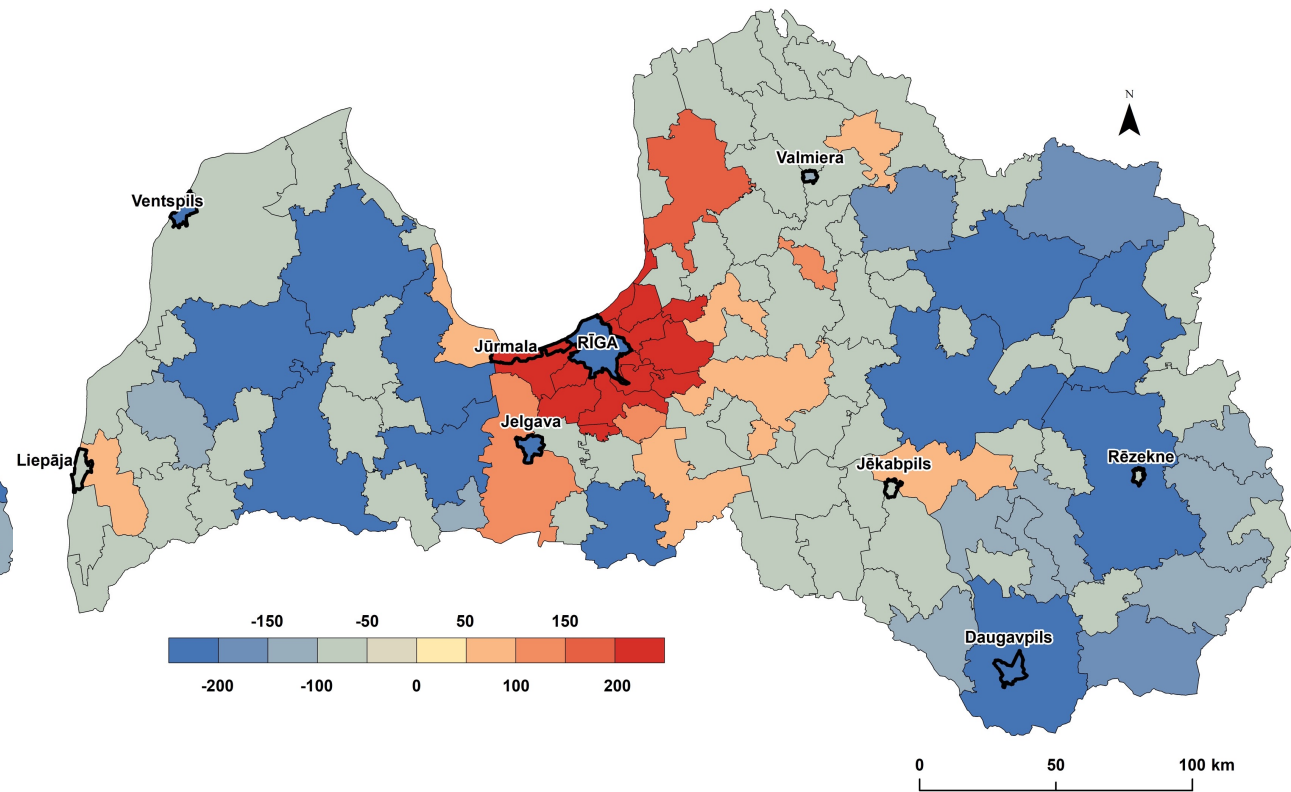 N
Valmiera
Ventspils
Jūrmala
RĪGA
Jelgava
Liepāja
Jēkabpils
Rēzekne
-150 -50 50 150
Daugavpils
-200 -100 0 100 200
0 50 100 km